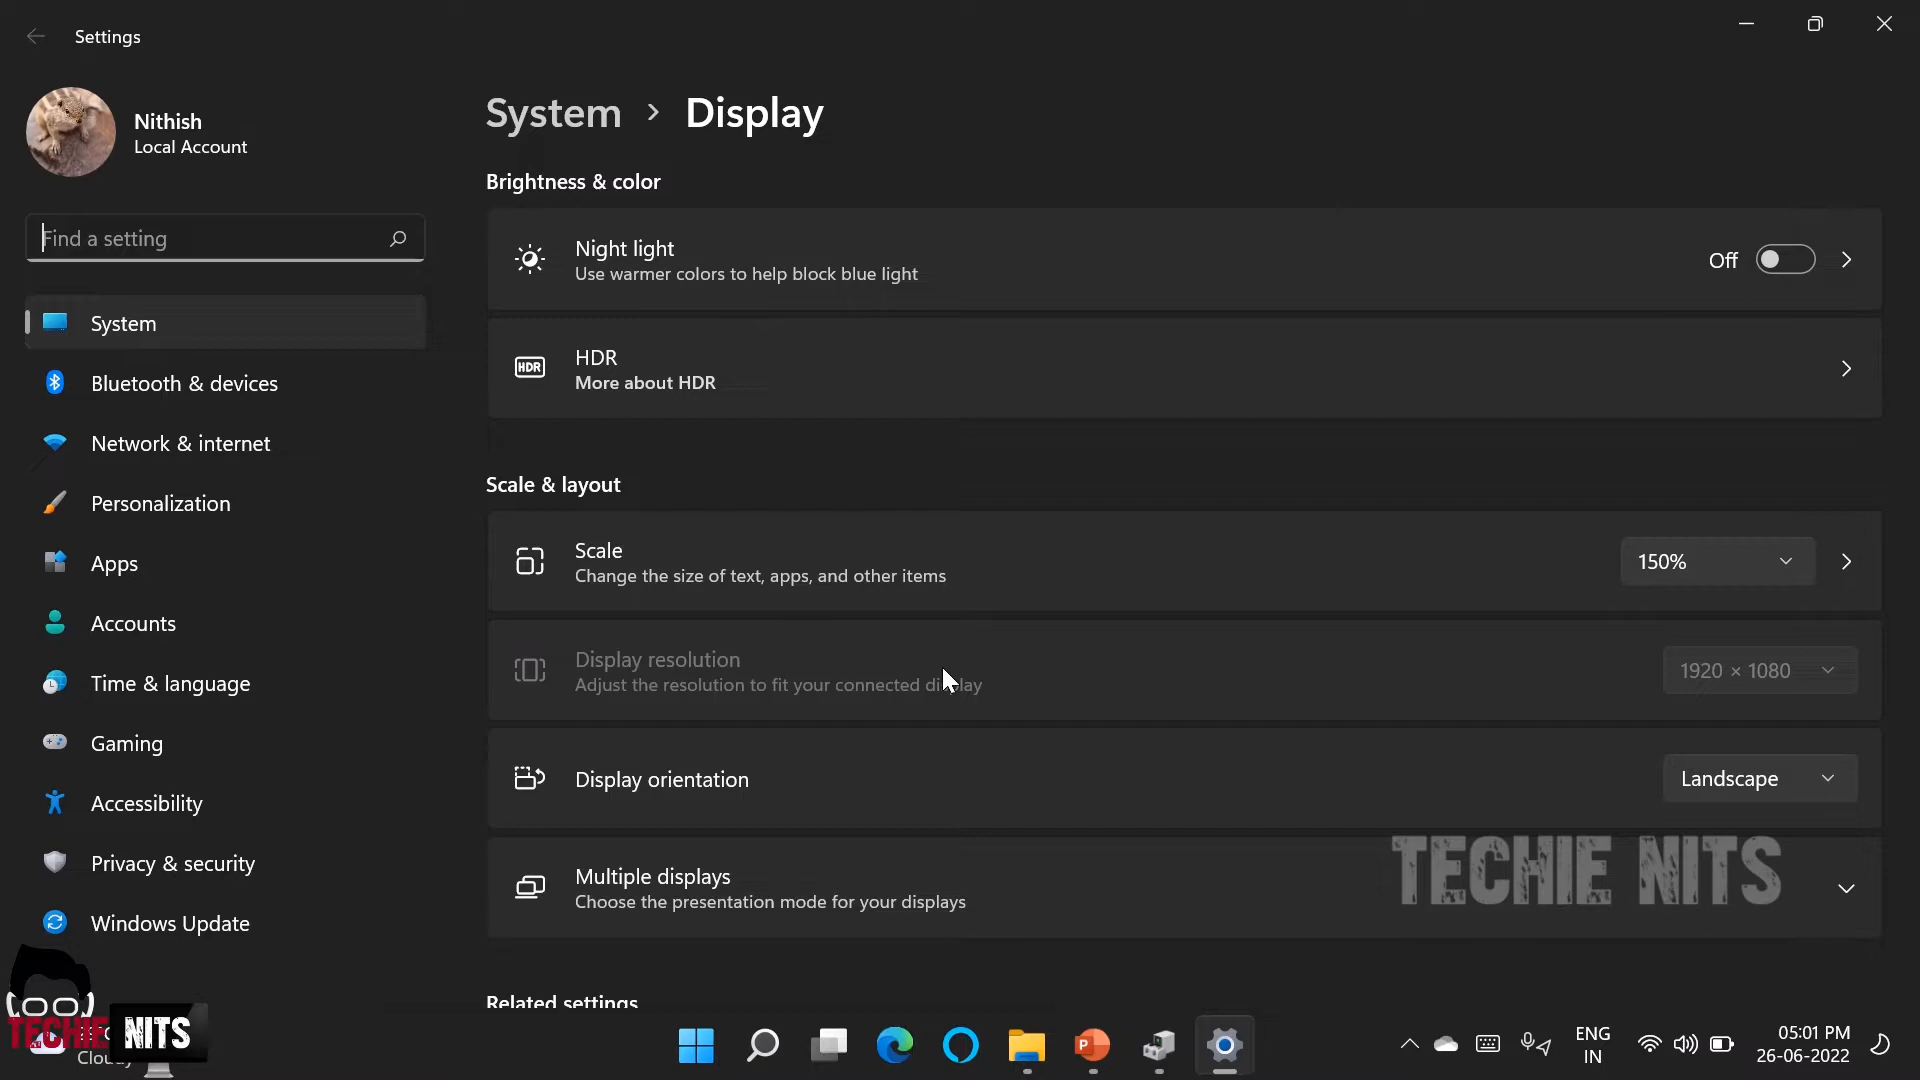 Settings
Nithish
Local Account
Find a setting
System
Bluetooth & devices
Network & internet
Personalization
Apps
Accounts
Time & language
Gaming
Accessibility
Privacy & security
Windows Update
System > Display
Brightness & color
Night light
Use warmer colors to help block blue light
Off
HDR
HDR
More about HDR
Scale & layout
Scale
Change the size of text, apps, and other items
150%
Display resolution
Adjust the resolution to fit your connected display
1920 × 1080
Display orientation
Landscape
Multiple displays
Choose the presentation mode for your displays
TECHIE NITS
Related settings
TECHIE NITS
Cloudy
P
ENG
IN
05:01 PM
26-06-2022